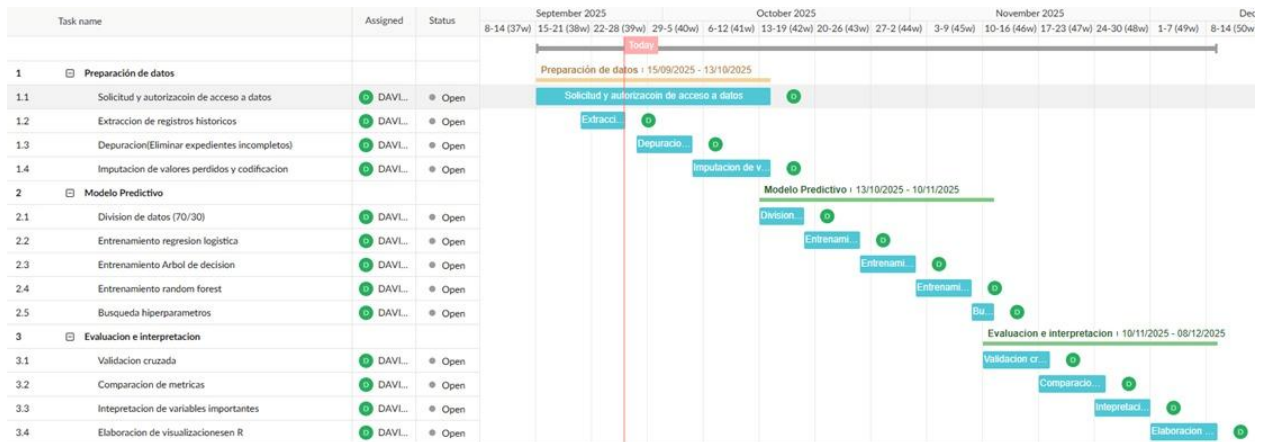 Task name Assigned Status September 2025 October 2025 November 2025 Dec
8-14 (37w) 15-21 (38w) 22-28 (39w) 29-5 (40w) 6-12 (41w) 13-19 (42w) 20-26 (43w) 27-2 (44w) 3-9 (45w) 10-16 (46w) 17-23 (47w) 24-30 (48w) 1-7 (49w) 8-14 (50w
Today
1 Preparación de datos Preparación de datos 15/09/2025 - 13/10/2025
1.1 Solicitud y autorizacoin de acceso a datos D DAVI... Open Solicitud y autorizacoin de acceso a datos D
1.2 Extraccion de registros historicos D DAVI... Open Extracci... D
1.3 Depuracion(Eliminar expedientes incompletos) D DAVI... Open Depuracio... D
1.4 Imputacion de valores perdidos y codificacion D DAVI... Open Imputacion de v... D
2 Modelo Predictivo Modelo Predictivo 13/10/2025 - 10/11/2025
2.1 Division de datos (70/30) D DAVI... Open Division... D
2.2 Entrenamiento regresion logistica D DAVI... Open Entrenami... D
2.3 Entrenamiento Arbol de decision D DAVI... Open Entrenami... D
2.4 Entrenamiento random forest D DAVI... Open Entrenami... D
2.5 Busqueda hiperparametros D DAVI... Open Bu... D
3 Evaluacion e interpretacion Evaluacion e interpretacion 10/11/2025 - 08/12/2025
3.1 Validacion cruzada D DAVI... Open Validacion cr... D
3.2 Comparacion de metricas D DAVI... Open Comparacio... D
3.3 Intepretacion de variables importantes D DAVI... Open Intepretaci... D
3.4 Elaboracion de visualizacionesen R D DAVI... Open Elaboracion ... D